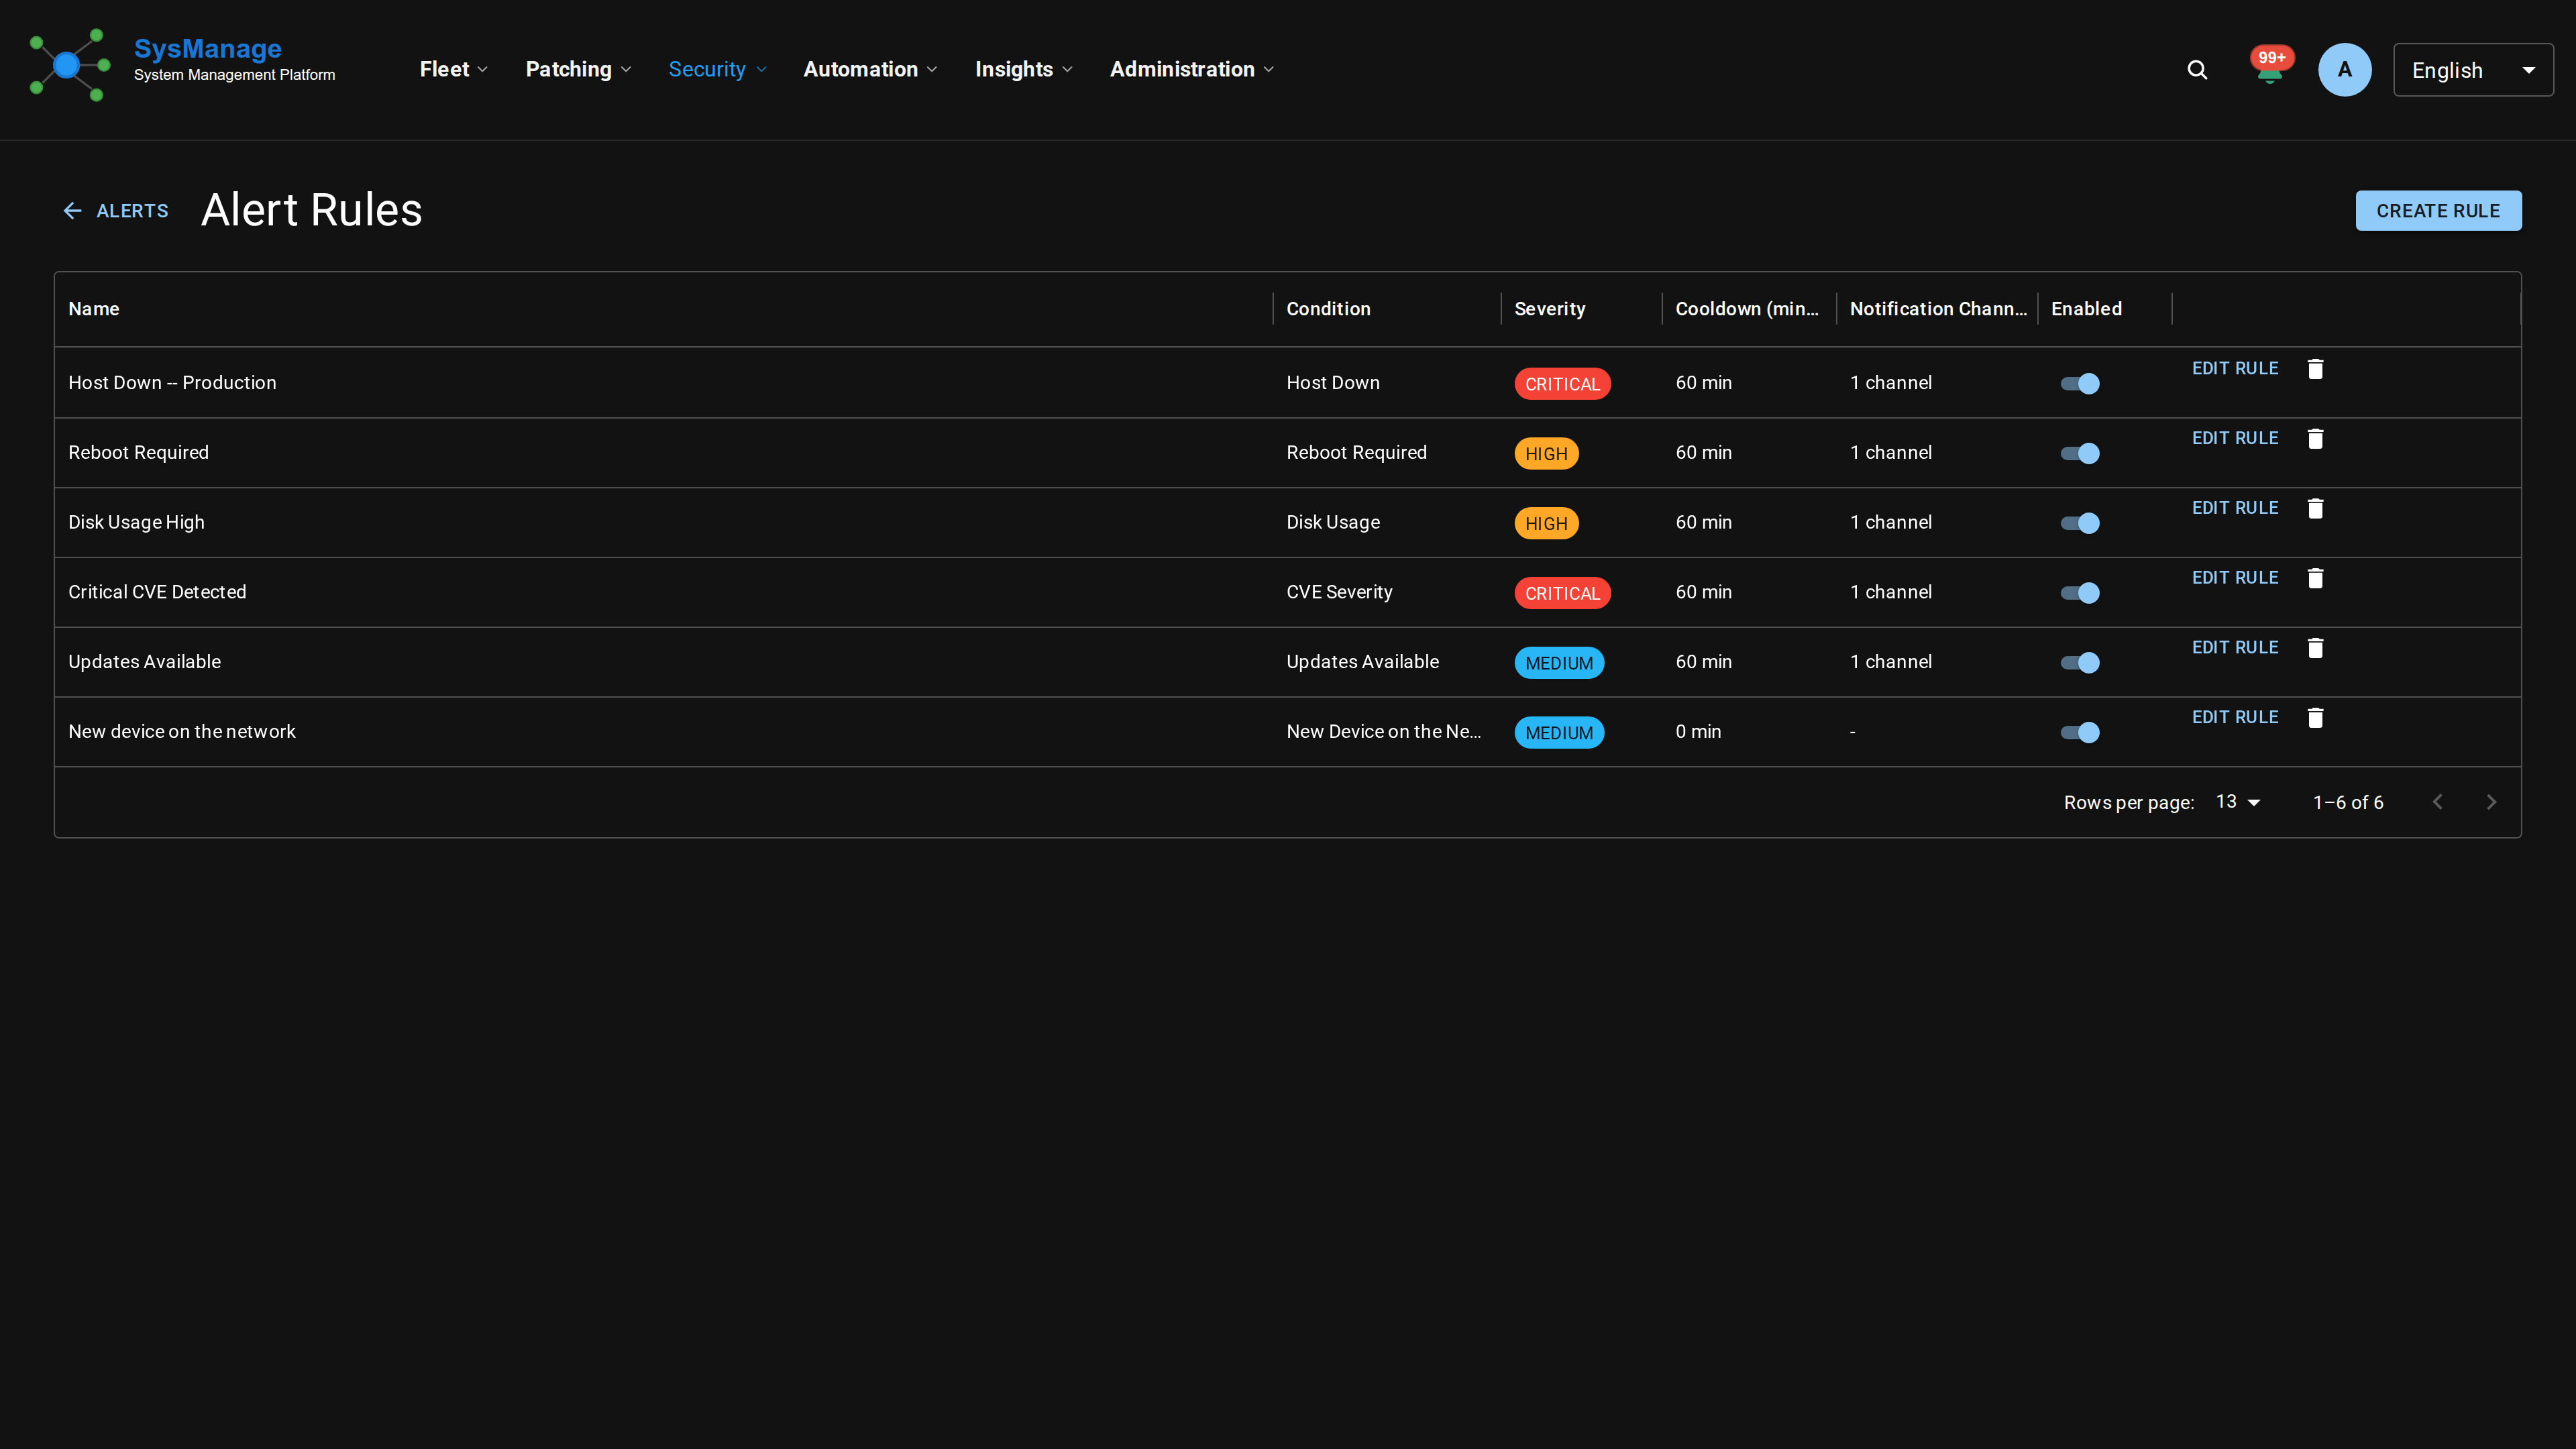 SysManage
System Management Platform
Fleet
Patching
Security
Automation
Insights
Administration
99+
A
English
ALERTS
Alert Rules
CREATE RULE
Name Condition Severity Cooldown (min... Notification Chann... Enabled
Host Down -- Production Host Down CRITICAL 60 min 1 channel EDIT RULE
Reboot Required Reboot Required HIGH 60 min 1 channel EDIT RULE
Disk Usage High Disk Usage HIGH 60 min 1 channel EDIT RULE
Critical CVE Detected CVE Severity CRITICAL 60 min 1 channel EDIT RULE
Updates Available Updates Available MEDIUM 60 min 1 channel EDIT RULE
New device on the network New Device on the Ne... MEDIUM 0 min - EDIT RULE
Rows per page: 13 1–6 of 6